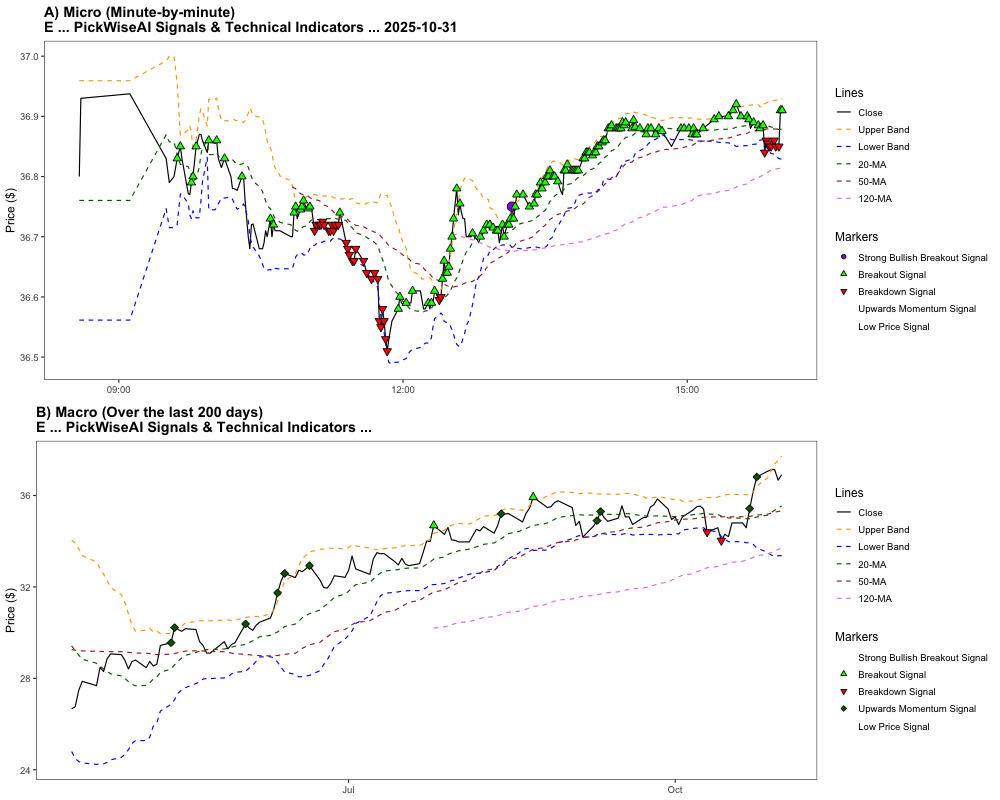 A) Micro (Minute-by-minute)
E ... PickWiseAI Signals & Technical Indicators ... 2025-10-31
37.0
36.9
36.8
36.7
36.6
36.5
Price ($)
09:00
12:00
15:00
Lines
Close
Upper Band
Lower Band
20-MA
50-MA
120-MA
Markers
Strong Bullish Breakout Signal
Breakout Signal
Breakdown Signal
Upwards Momentum Signal
Low Price Signal
B) Macro (Over the last 200 days)
E ... PickWiseAI Signals & Technical Indicators ...
36
32
28
24
Price ($)
Jul
Oct
Lines
Close
Upper Band
Lower Band
20-MA
50-MA
120-MA
Markers
Strong Bullish Breakout Signal
Breakout Signal
Breakdown Signal
Upwards Momentum Signal
Low Price Signal